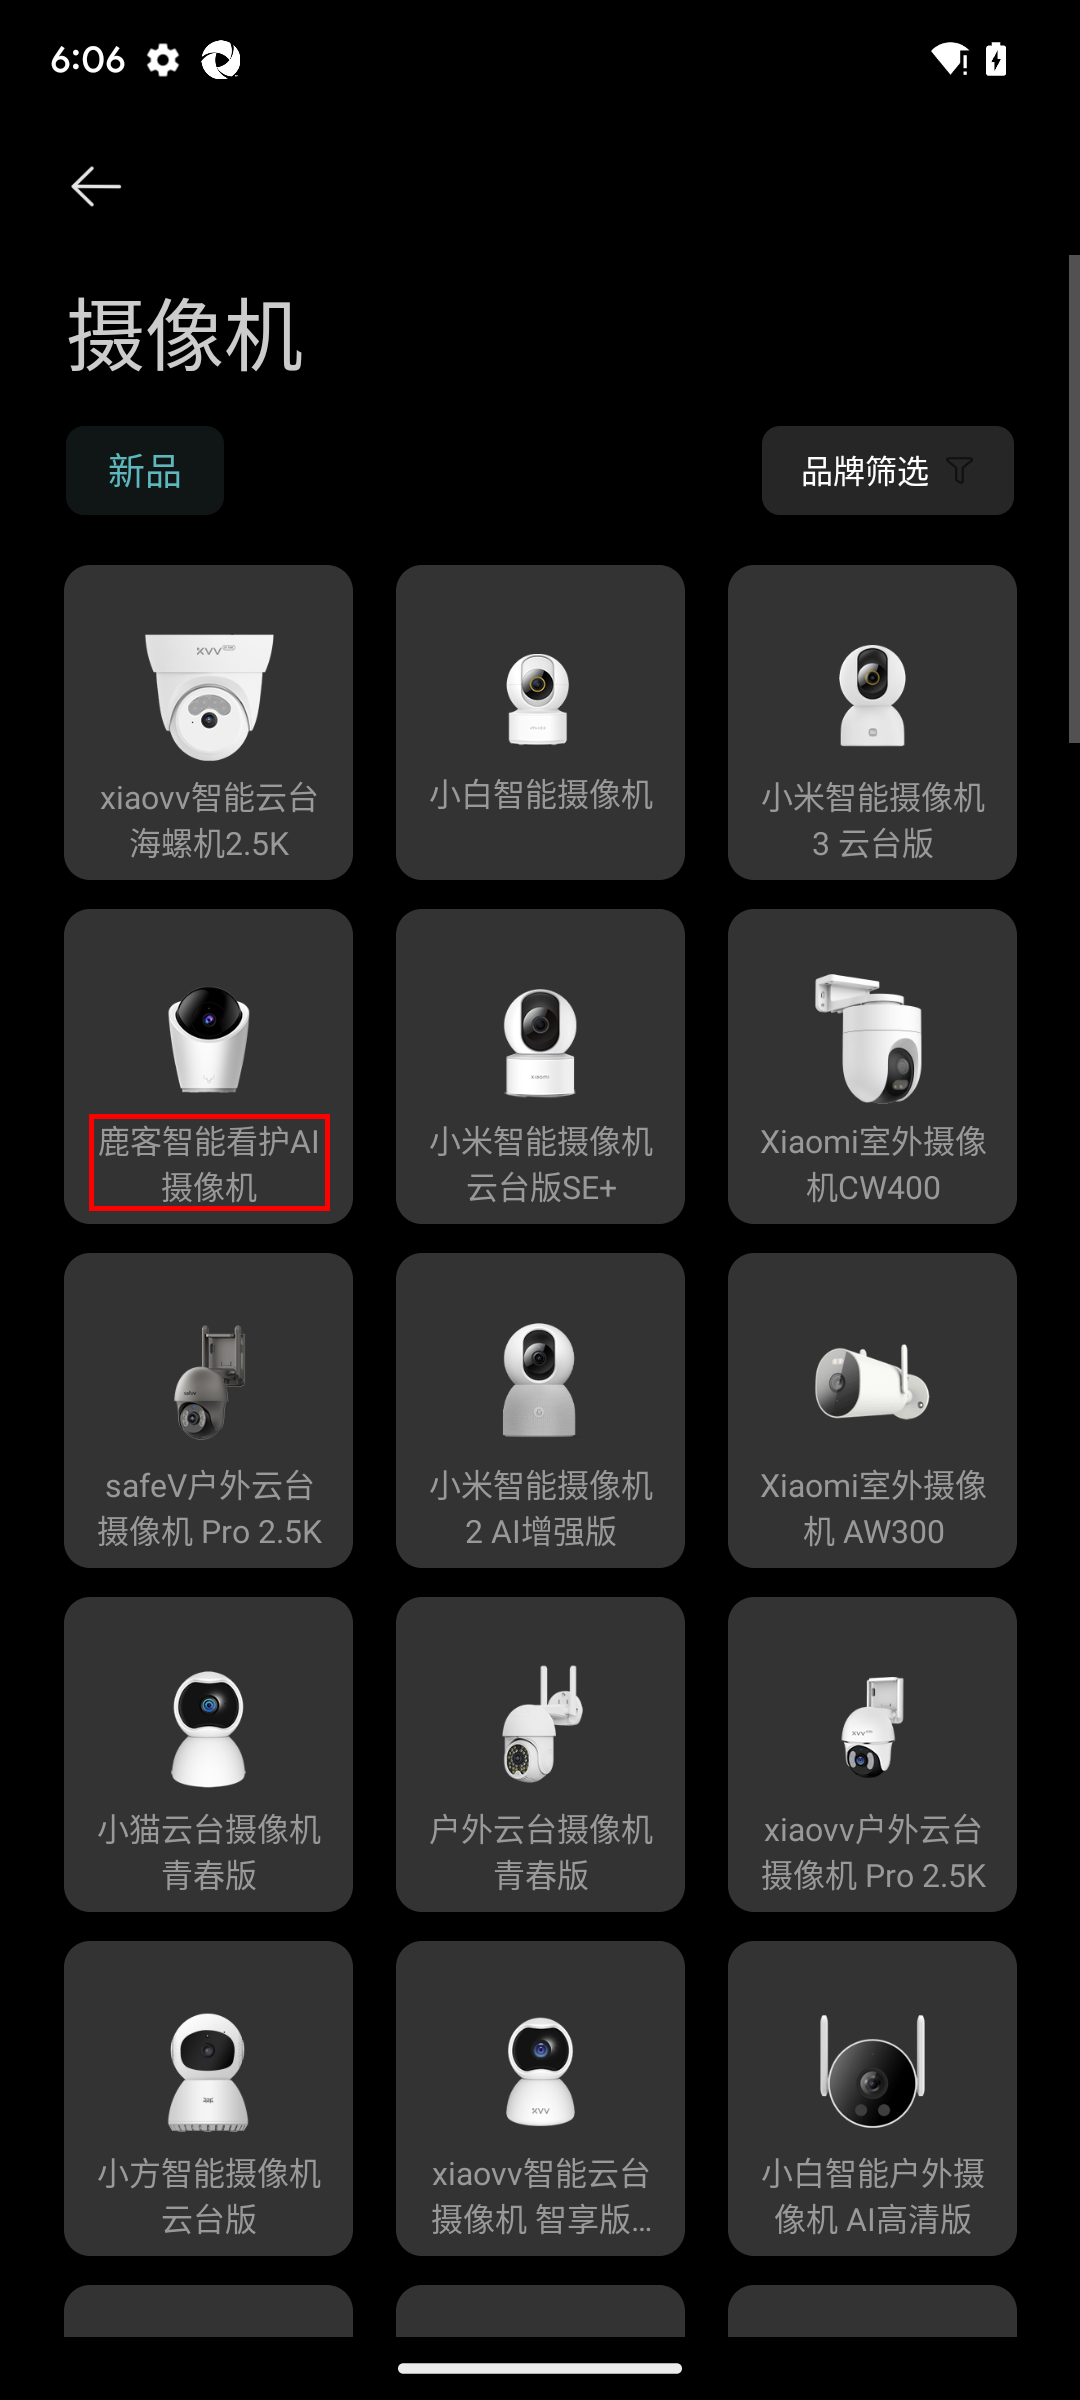 6:06
摄像机
新品
品牌筛选
xiaovv智能云台
海螺机2.5K
小白智能摄像机
小米智能摄像机
3 云台版
鹿客智能看护AI
摄像机
小米智能摄像机
云台版SE+
Xiaomi室外摄像
机CW400
safeV户外云台
摄像机 Pro 2.5K
小米智能摄像机
2 AI增强版
Xiaomi室外摄像
机 AW300
小猫云台摄像机
青春版
户外云台摄像机
青春版
xiaovv户外云台
摄像机 Pro 2.5K
小方智能摄像机
云台版
xiaovv智能云台
摄像机 智享版...
小白智能户外摄
像机 AI高清版